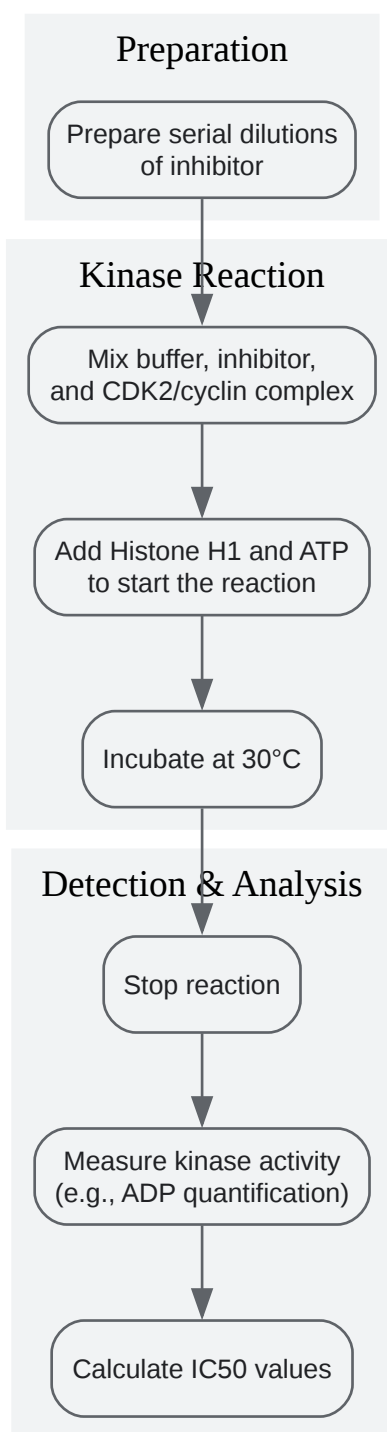 Preparation
Prepare serial dilutions
of inhibitor
Kinase Reaction
Mix buffer, inhibitor,
and CDK2/cyclin complex
Add Histone H1 and ATP
to start the reaction
Incubate at 30°C
Detection & Analysis
Stop reaction
Measure kinase activity
(e.g., ADP quantification)
Calculate IC50 values